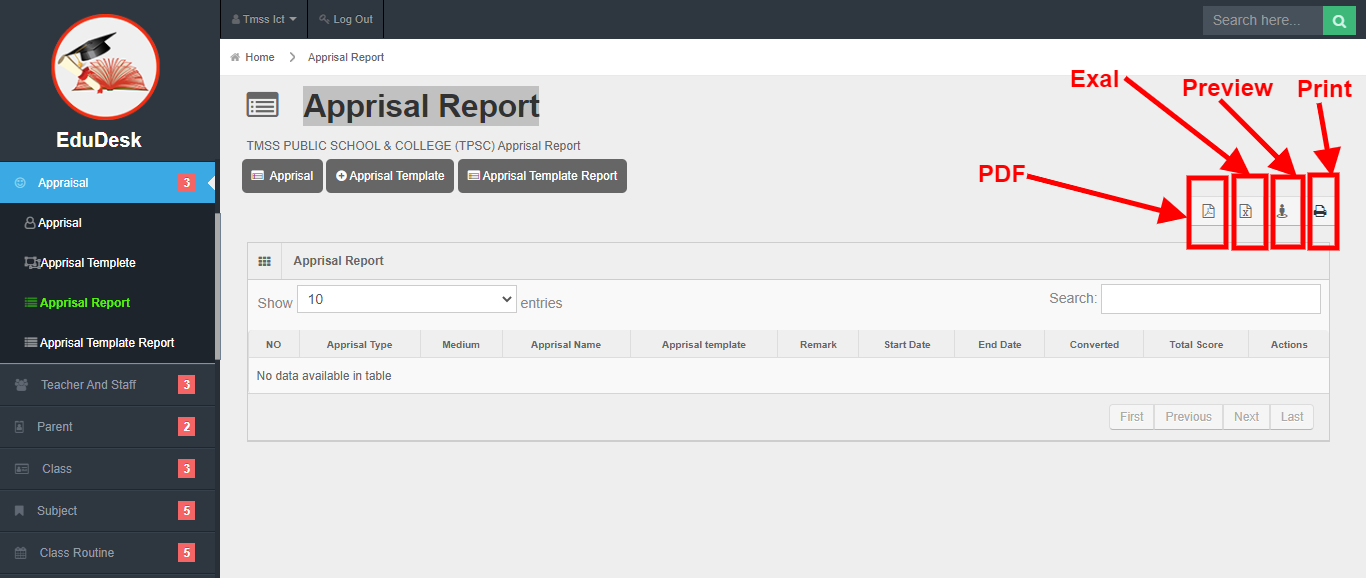 Tmss Ict
Log Out
Search here...
EduDesk
Home
Apprisal Report
Apprisal Report
TMSS PUBLIC SCHOOL & COLLEGE (TPSC) Apprisal Report
Apprisal
Apprisal Template
Apprisal Template Report
Exal
Preview
Print
PDF
Appraisal 3
Apprisal
Apprisal Templete
Apprisal Report
Apprisal Template Report
Teacher And Staff 3
Parent 2
Class 3
Subject 5
Class Routine 5
Apprisal Report
Show 10 entries
Search:
NO Apprisal Type Medium Apprisal Name Apprisal template Remark Start Date End Date Converted Total Score Actions
No data available in table
First Previous Next Last